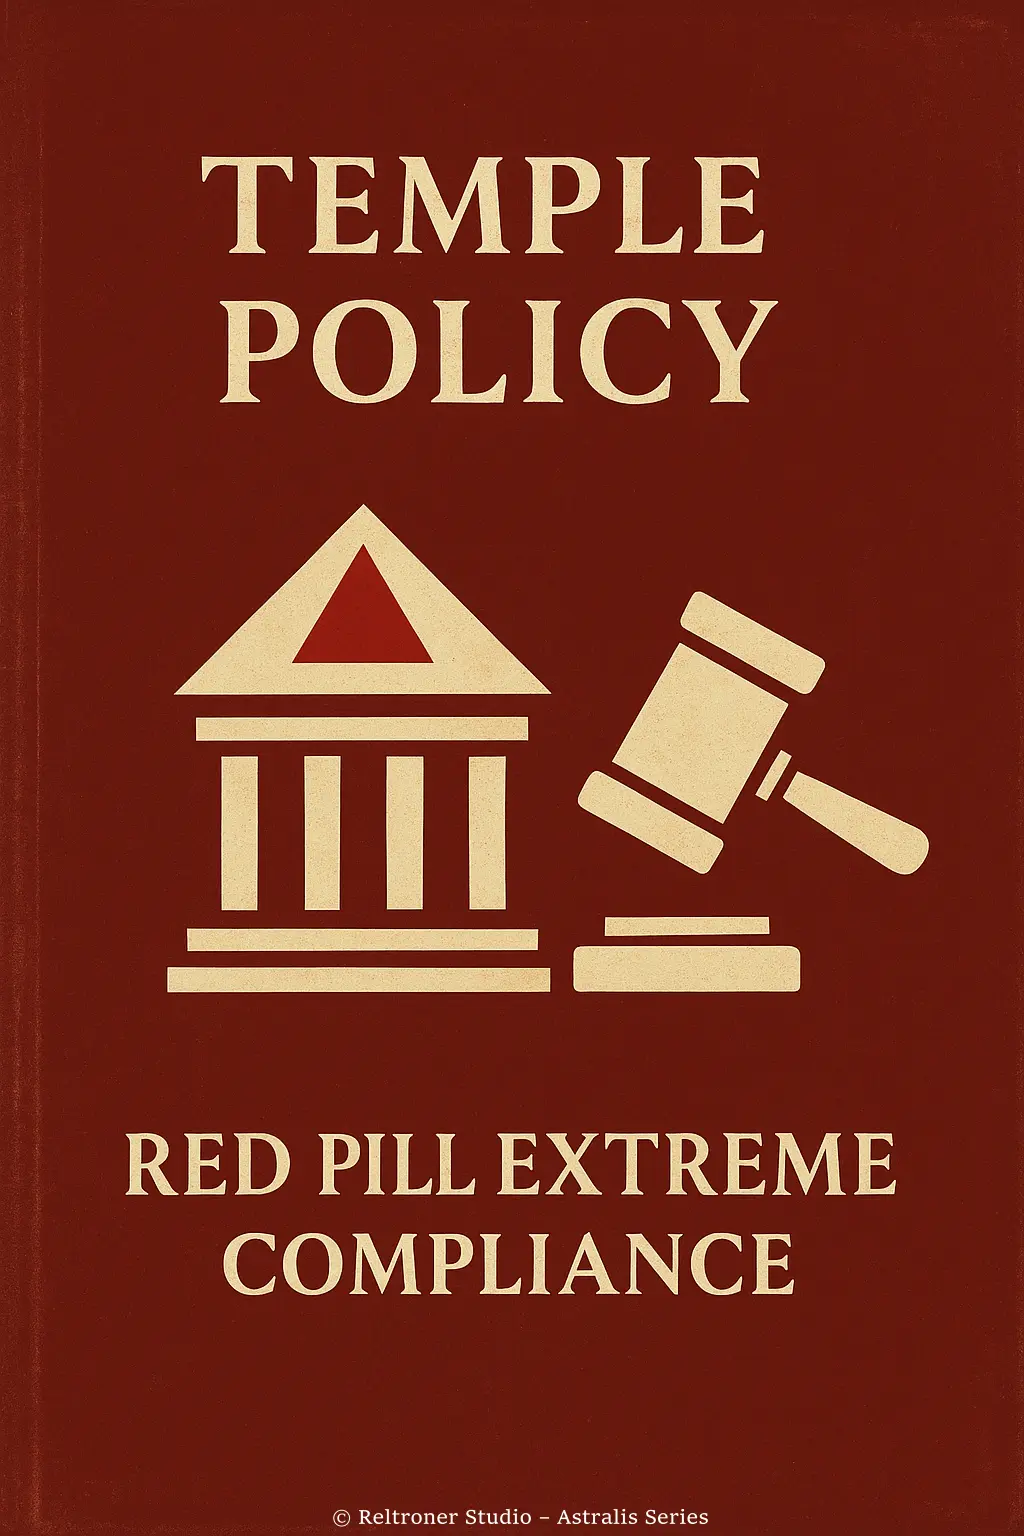 TEMPLE
POLICY
RED PILL EXTREME
COMPLIANCE
© Reltroner Studio – Astralis Series